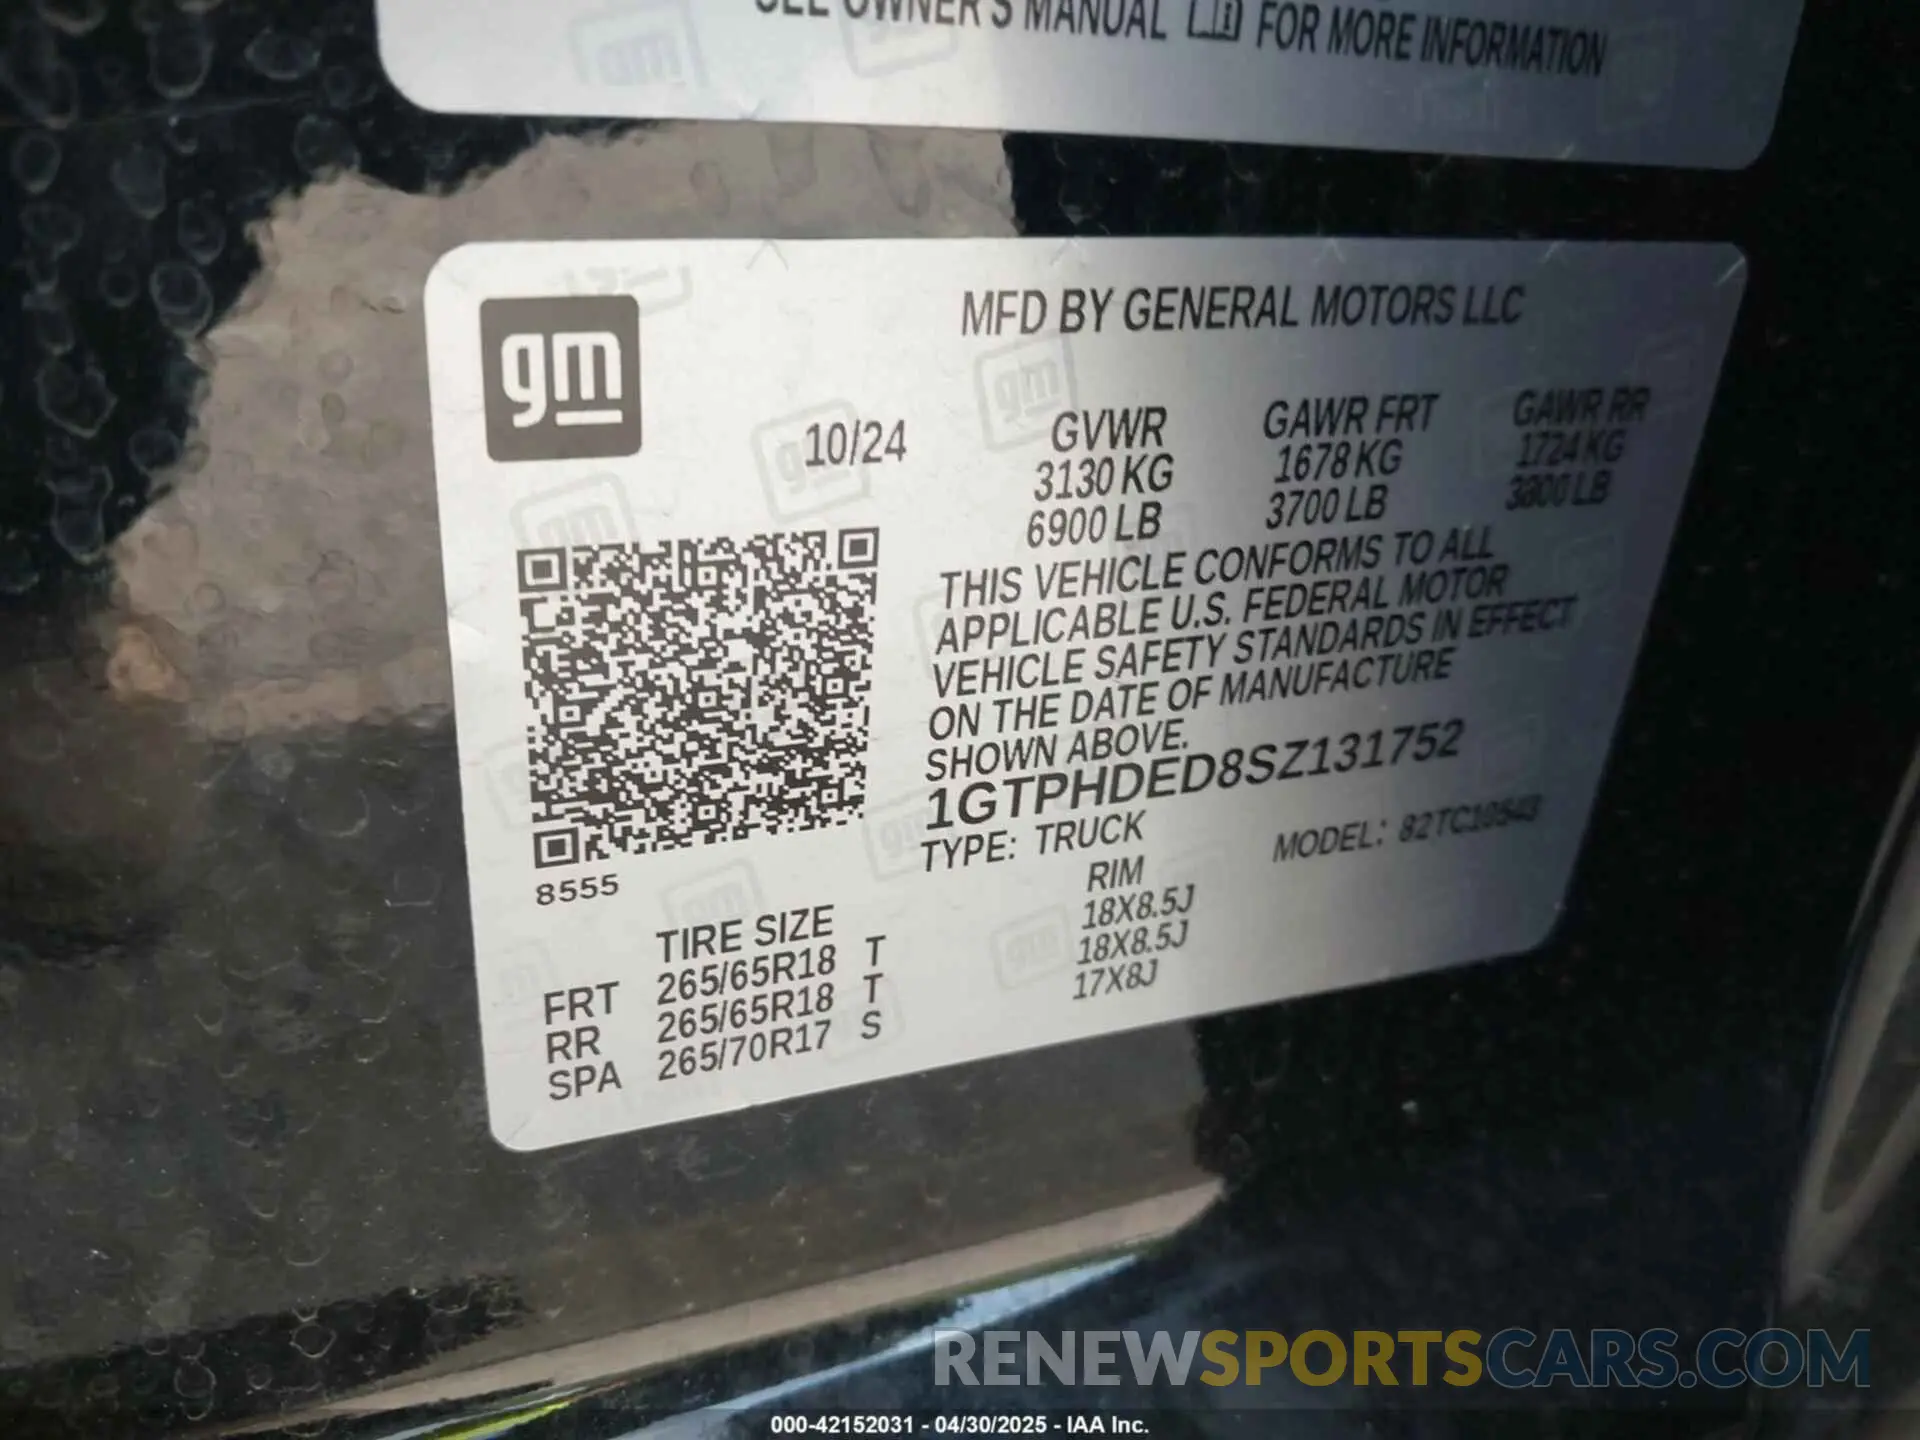 SEE OWNER'S MANUAL FOR MORE INFORMATION
gm
MFD BY GENERAL MOTORS LLC
10/24
GVWR GAWR FRT GAWR RR
3130 KG 1678 KG 1724 KG
6900 LB 3700 LB 3800 LB
THIS VEHICLE CONFORMS TO ALL
APPLICABLE U.S. FEDERAL MOTOR
VEHICLE SAFETY STANDARDS IN EFFECT
ON THE DATE OF MANUFACTURE
SHOWN ABOVE.
1GTPHDED8SZ131752
TYPE: TRUCK MODEL: 82TC10543
8555
TIRE SIZE RIM
FRT 265/65R18 T 18X8.5J
RR 265/65R18 T 18X8.5J
SPA 265/70R17 S 17X8J
RENEWSPORTSCARS.COM
000-42152031 - 04/30/2025 - IAA Inc.